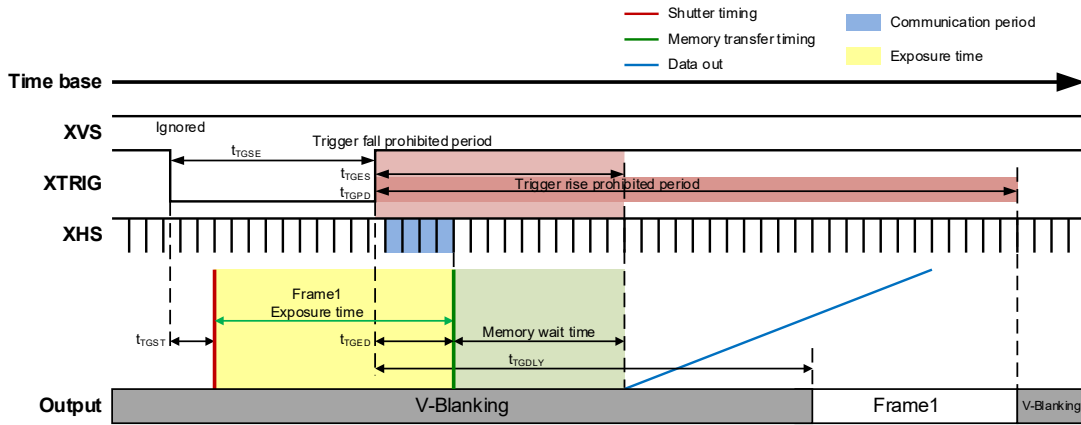 Shutter timing
Communication period
Memory transfer timing
Exposure time
Data out
Time base
XVS
Ignored
Trigger fall prohibited period
tTGSE
tTGES
XTRIG
Trigger rise prohibited period
tTGPD
XHS
Frame1
Exposure time
tTGST
tTGED
Memory wait time
tTGDLY
Output
V-Blanking
Frame1
V-Blanking